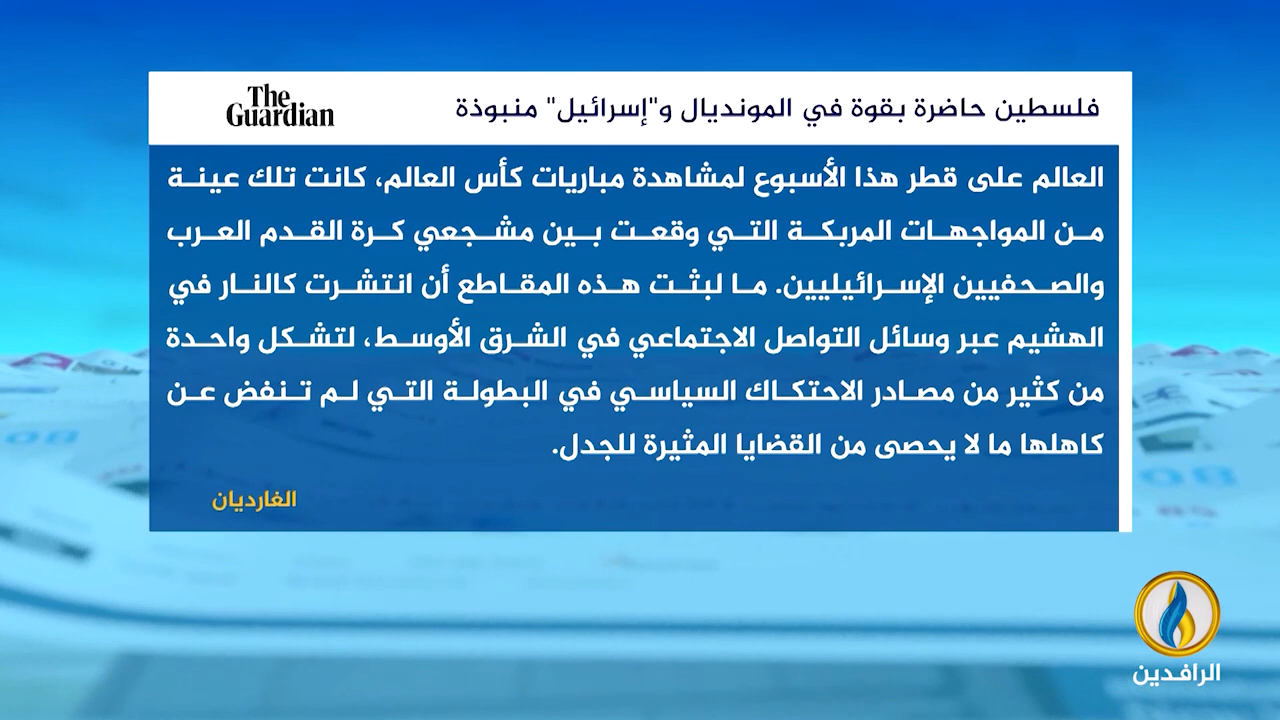 فلسطين حاضرة بقوة في المونديال و"إسرائيل" منبوذة
The
Guardian
العالم على قطر هذا الأسبوع لمشاهدة مباريات كأس العالم، كانت تلك عينة
من المواجهات المربكة التي وقعت بين مشجعي كرة القدم العرب
والصحفيين الإسرائيليين. ما لبثت هذه المقاطع أن انتشرت كالنار في
الهشيم عبر وسائل التواصل الاجتماعي في الشرق الأوسط، لتشكل واحدة
من كثير من مصادر الاحتكاك السياسي في البطولة التي لم تنفض عن
كاهلها ما لا يحصى من القضايا المثيرة للجدل.
الغارديان
الرافدين